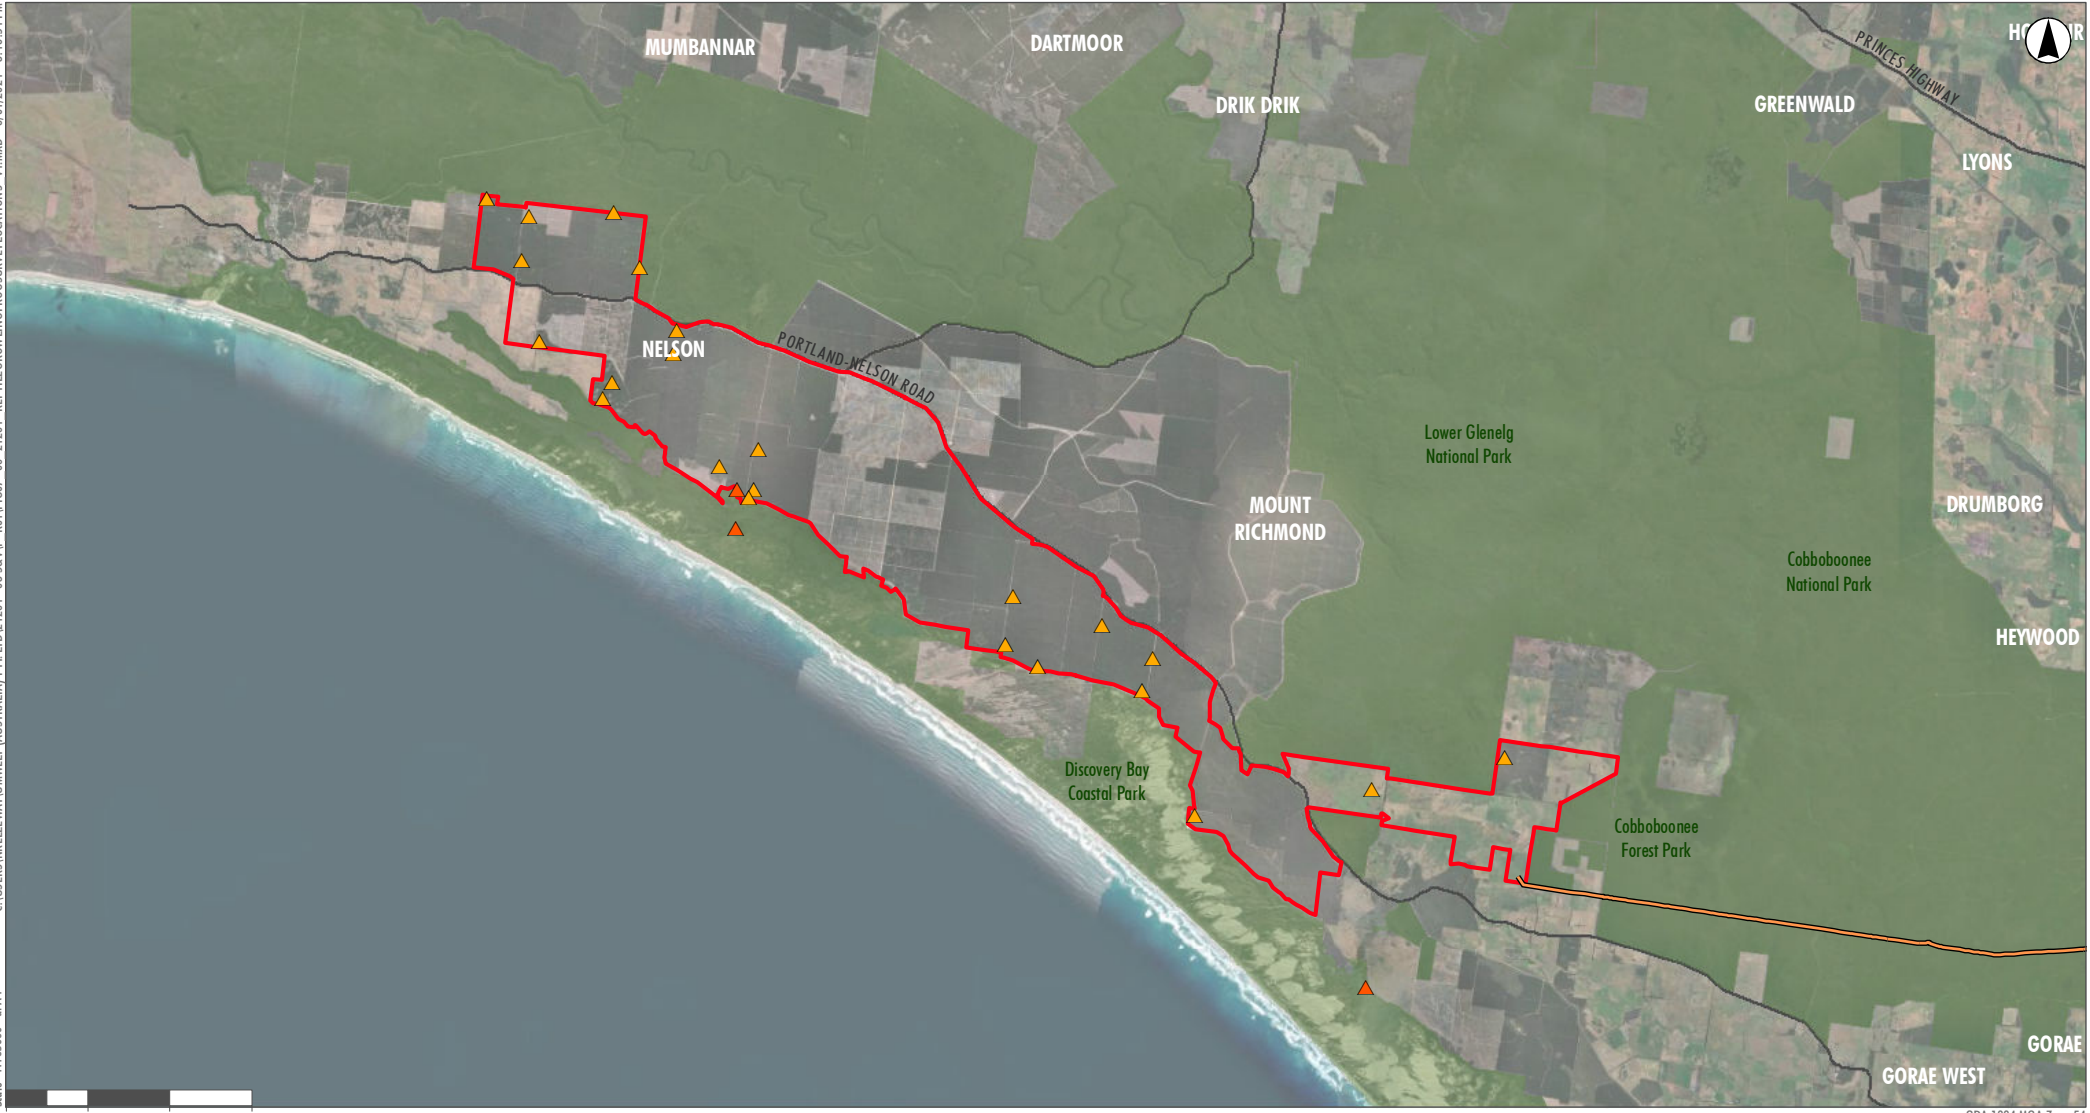 MUMBANNAR
DARTMOOR
PRINCES HIGHWAY
DRIK DRIK
GREENWALD
LYONS
NELSON
PORTLAND-NELSON ROAD
Lower Glenelg
National Park
MOUNT
RICHMOND
DRUMBORG
Cobboboonee
National Park
HEYWOOD
Discovery Bay
Coastal Park
Cobboboonee
Forest Park
GORAE
GORAE WEST